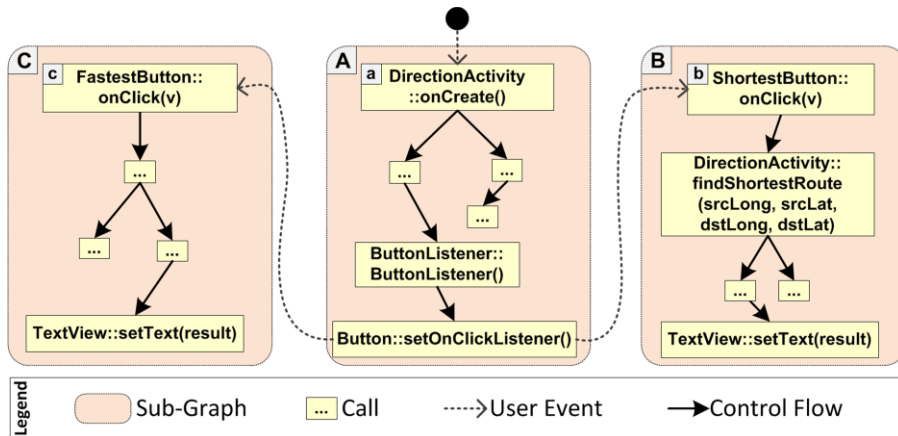 C
c
FastestButton::
onClick(v)
...
...
...
TextView::setText(result)
A
a
DirectionActivity
::onCreate()
...
...
...
ButtonListener::
ButtonListener()
Button::setOnClickListener()
B
b
ShortestButton::
onClick(v)
DirectionActivity::
findShortestRoute
(srcLong, srcLat,
dstLong, dstLat)
...
...
TextView::setText(result)
Legend
Sub-Graph
... Call
User Event
Control Flow